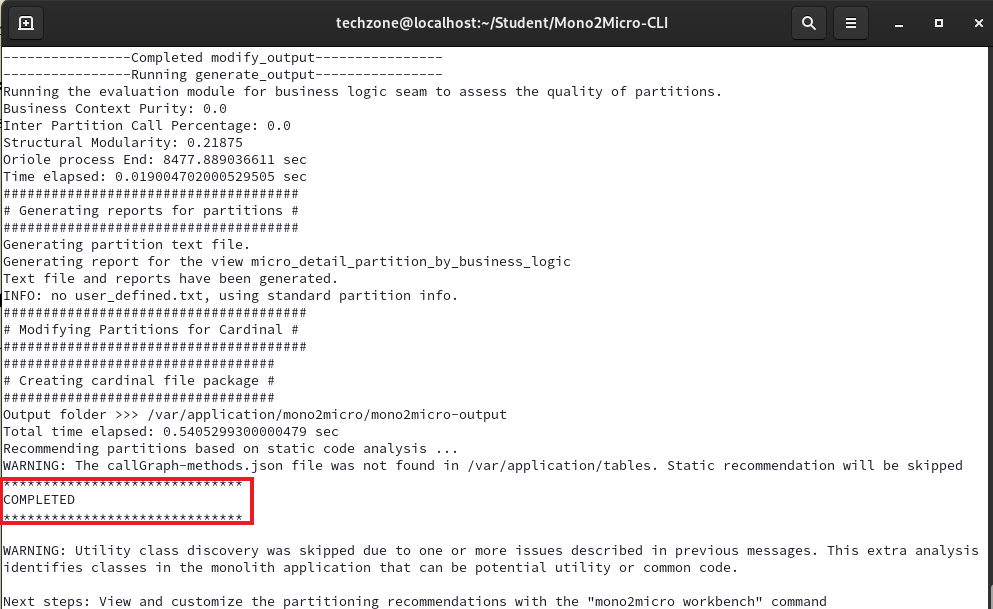 techzone@localhost:~/Student/Mono2Micro-CLI
----------------Completed modify_output----------------
----------------Running generate_output----------------
Running the evaluation module for business logic seam to assess the quality of partitions.
Business Context Purity: 0.0
Inter Partition Call Percentage: 0.0
Structural Modularity: 0.21875
Oriole process End: 8477.889036611 sec
Time elapsed: 0.019004702000529505 sec
#####################################
# Generating reports for partitions #
#####################################
Generating partition text file.
Generating report for the view micro_detail_partition_by_business_logic
Text file and reports have been generated.
INFO: no user_defined.txt, using standard partition info.
######################################
# Modifying Partitions for Cardinal #
######################################
##################################
# Creating cardinal file package #
##################################
Output folder >>> /var/application/mono2micro/mono2micro-output
Total time elapsed: 0.5405299300000479 sec
Recommending partitions based on static code analysis ...
WARNING: The callGraph-methods.json file was not found in /var/application/tables. Static recommendation will be skipped
******************************
COMPLETED
******************************
WARNING: Utility class discovery was skipped due to one or more issues described in previous messages. This extra analysis
identifies classes in the monolith application that can be potential utility or common code.
Next steps: View and customize the partitioning recommendations with the "mono2micro workbench" command